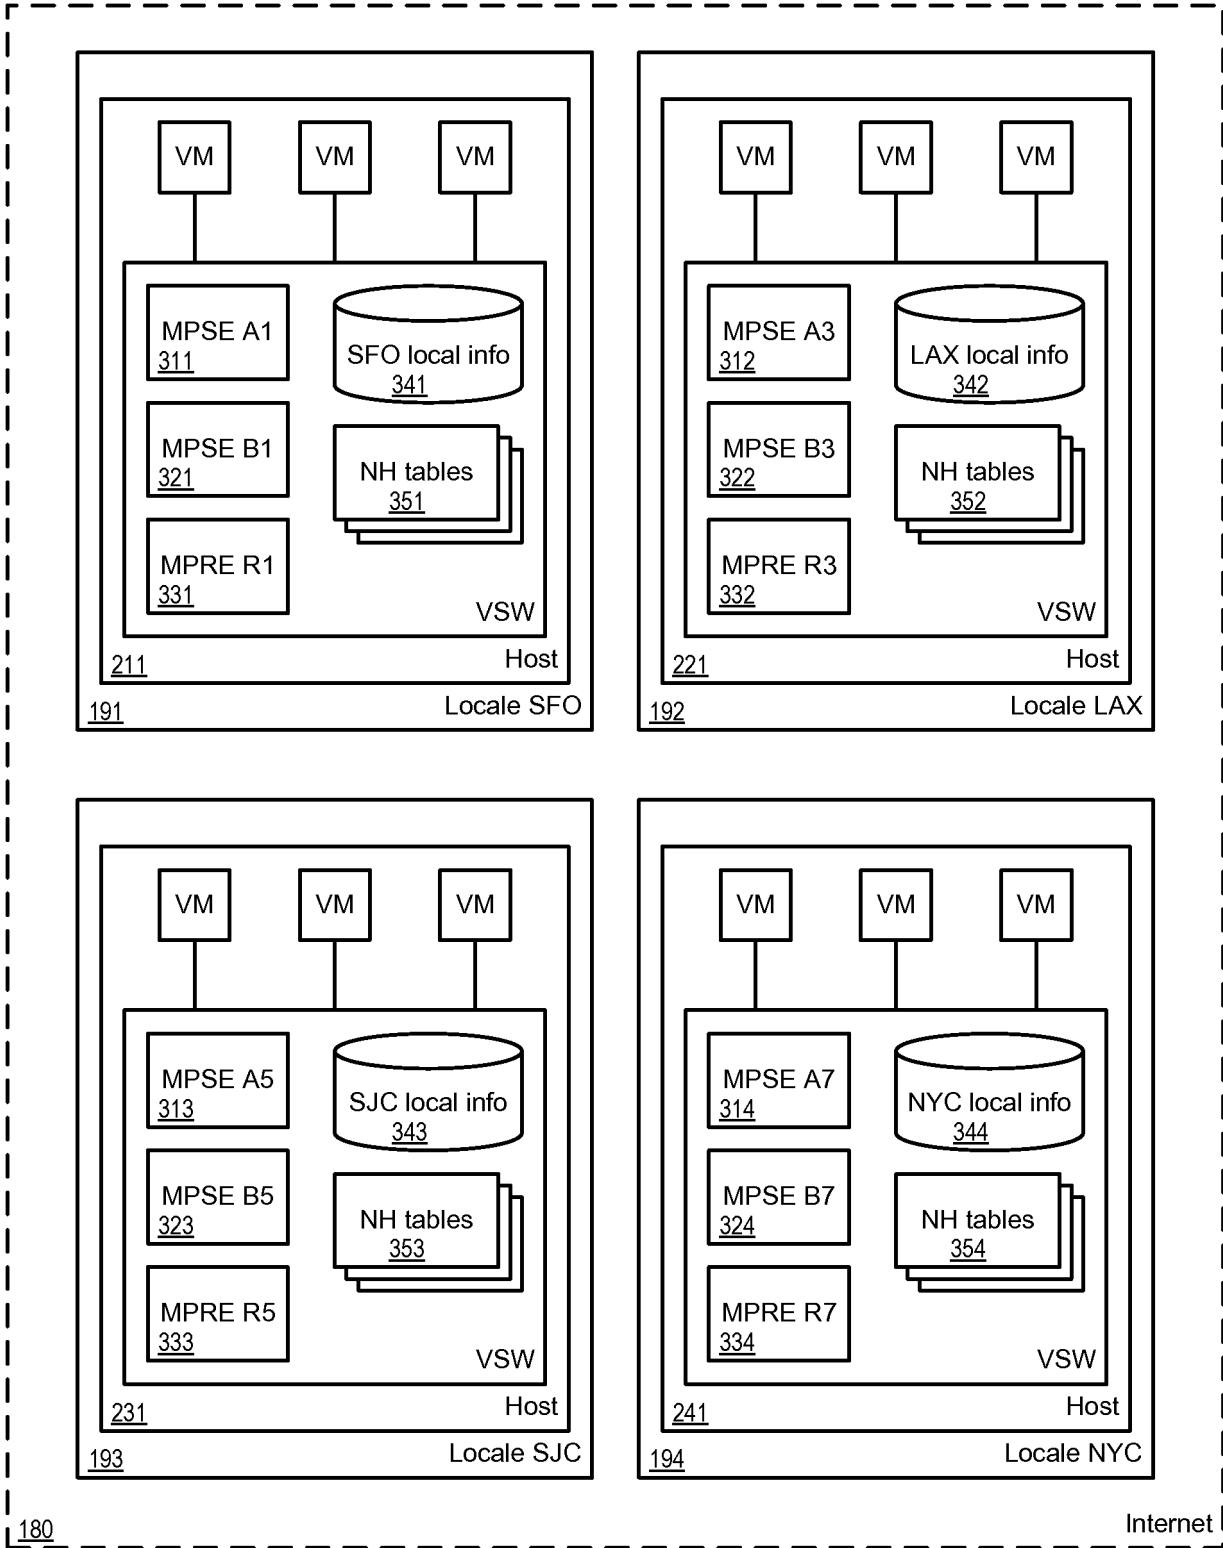 VM VM VM
MPSE A1
311
SFO local info
341
MPSE B1
321
NH tables
351
MPRE R1
331
VSW
211 Host
191 Locale SFO
VM VM VM
MPSE A3
312
LAX local info
342
MPSE B3
322
NH tables
352
MPRE R3
332
VSW
221 Host
192 Locale LAX
VM VM VM
MPSE A5
313
SJC local info
343
MPSE B5
323
NH tables
353
MPRE R5
333
VSW
231 Host
193 Locale SJC
VM VM VM
MPSE A7
314
NYC local info
344
MPSE B7
324
NH tables
354
MPRE R7
334
VSW
241 Host
194 Locale NYC
180 Internet